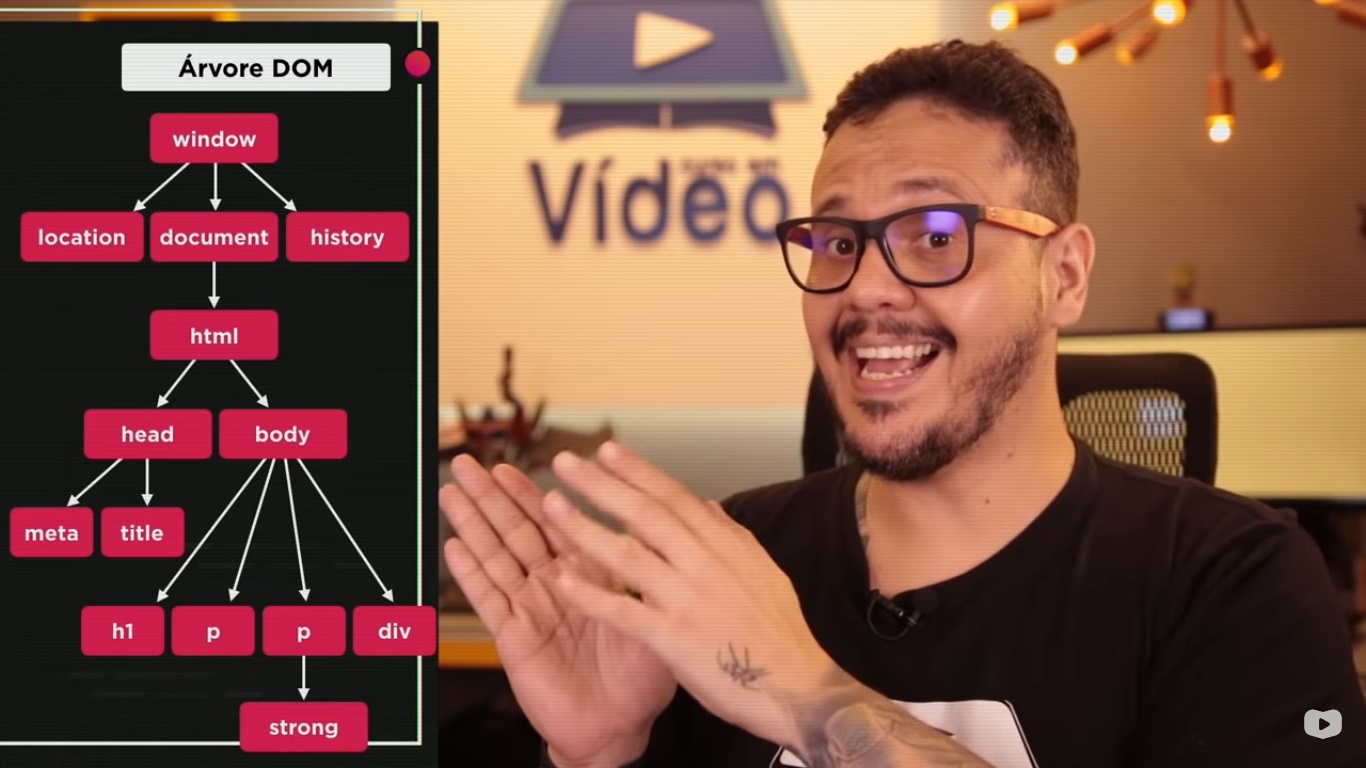 Árvore DOM
window
location document history
html
head body
meta title
h1 p p div
strong
Vídeo